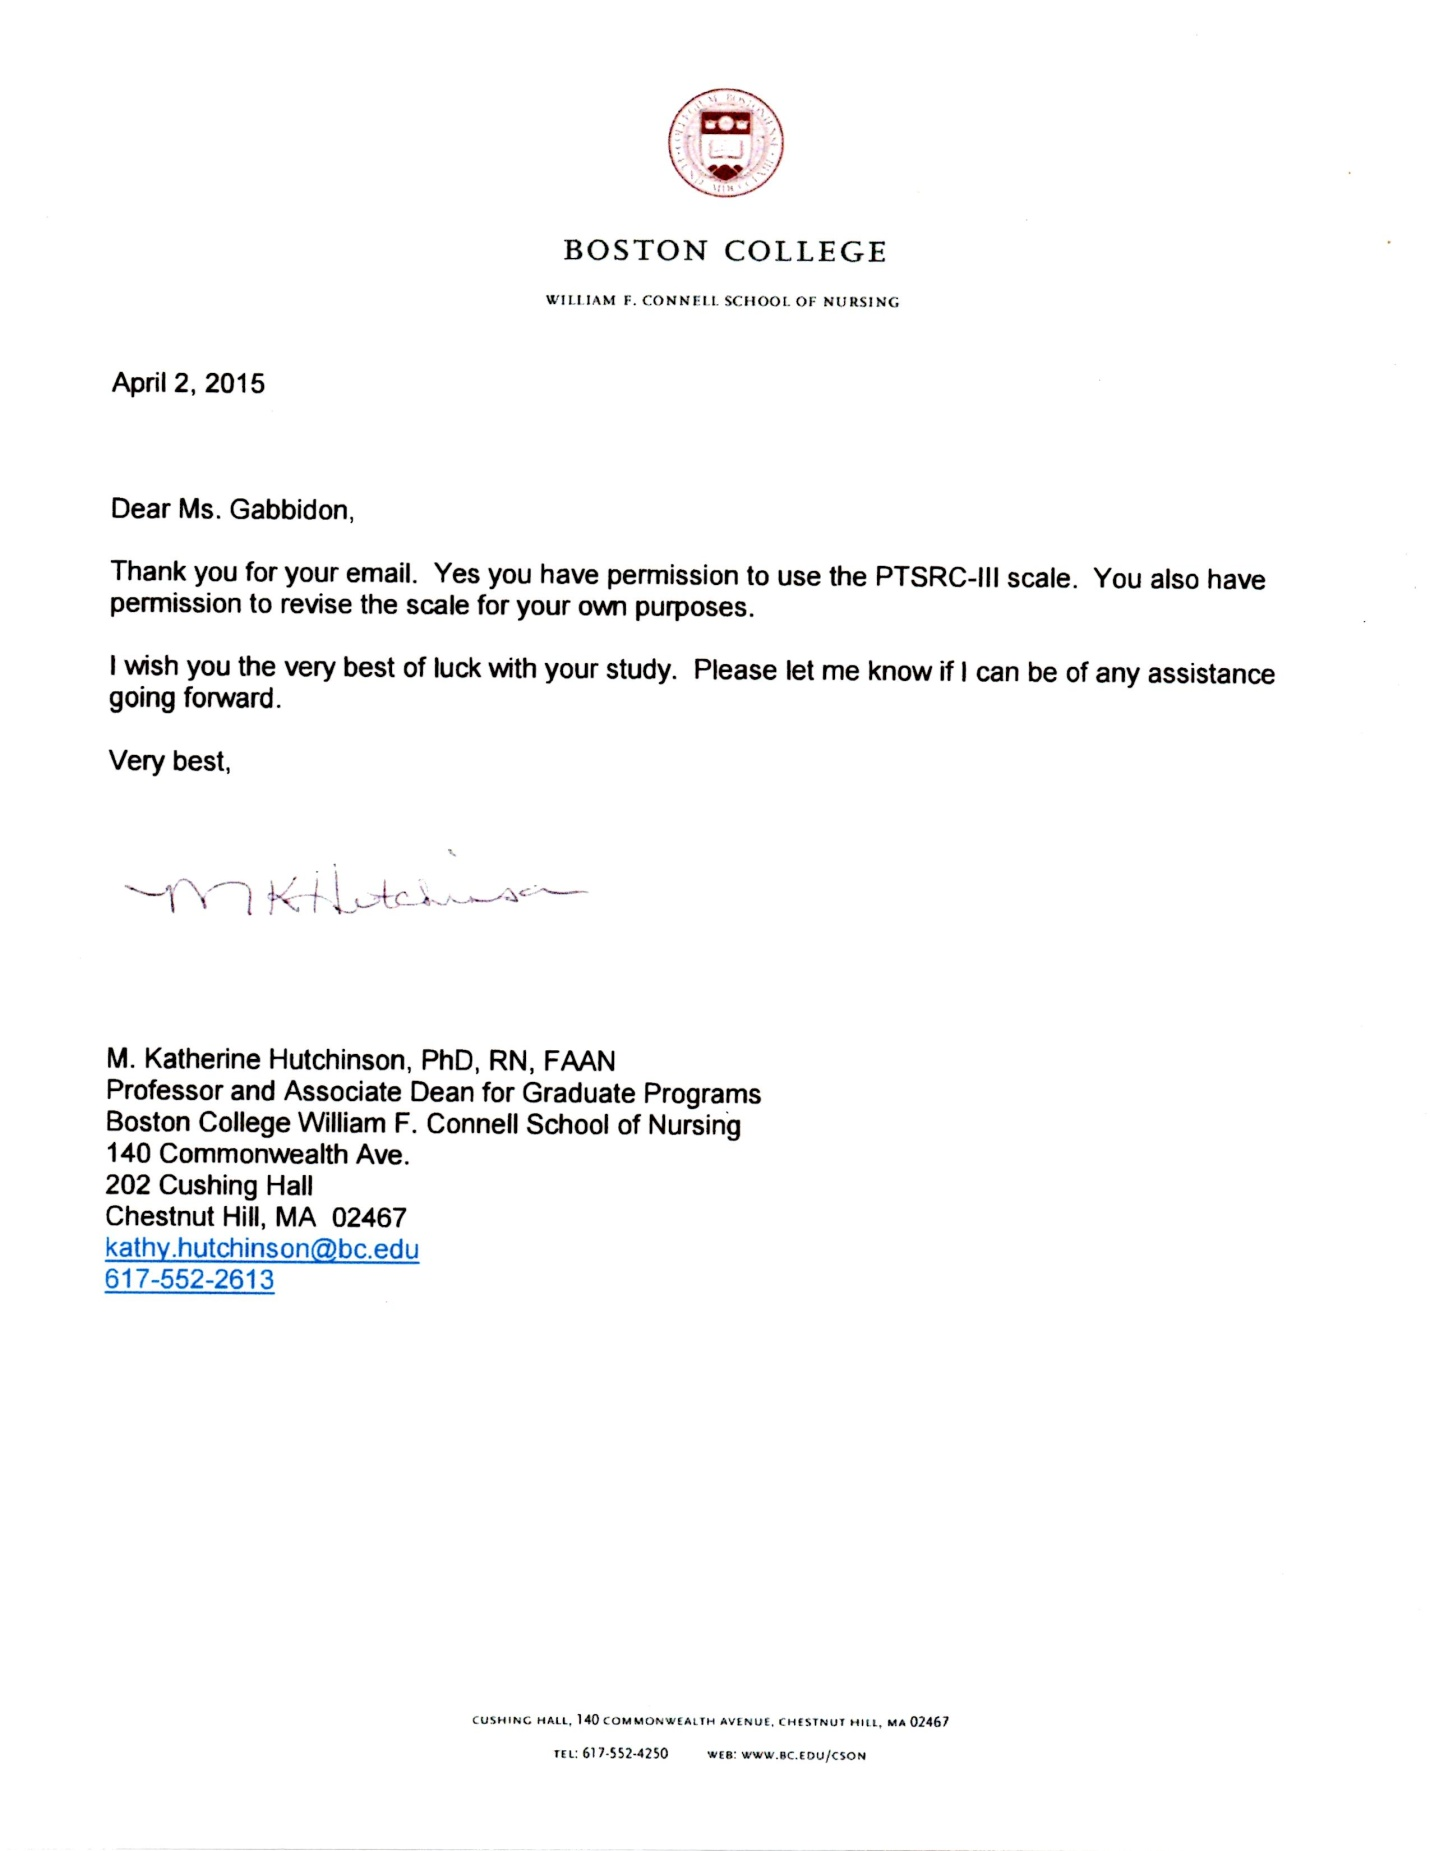 BOSTON COLLEGE
WILLIAM F. CONNELL SCHOOL OF NURSING
April 2, 2015
Dear Ms. Gabbidon,
Thank you for your email.  Yes you have permission to use the PTSRC-III scale.  You also have
permission to revise the scale for your own purposes.
I wish you the very best of luck with your study.  Please let me know if I can be of any assistance
going forward.
Very best,
MKHutchinson
M. Katherine Hutchinson, PhD, RN, FAAN
Professor and Associate Dean for Graduate Programs
Boston College William F. Connell School of Nursing
140 Commonwealth Ave.
202 Cushing Hall
Chestnut Hill, MA  02467
kathy.hutchinson@bc.edu
617-552-2613
CUSHING HALL, 140 COMMONWEALTH AVENUE, CHESTNUT HILL, MA 02467
TEL: 617-552-4250 WEB: WWW.BC.EDU/CSON